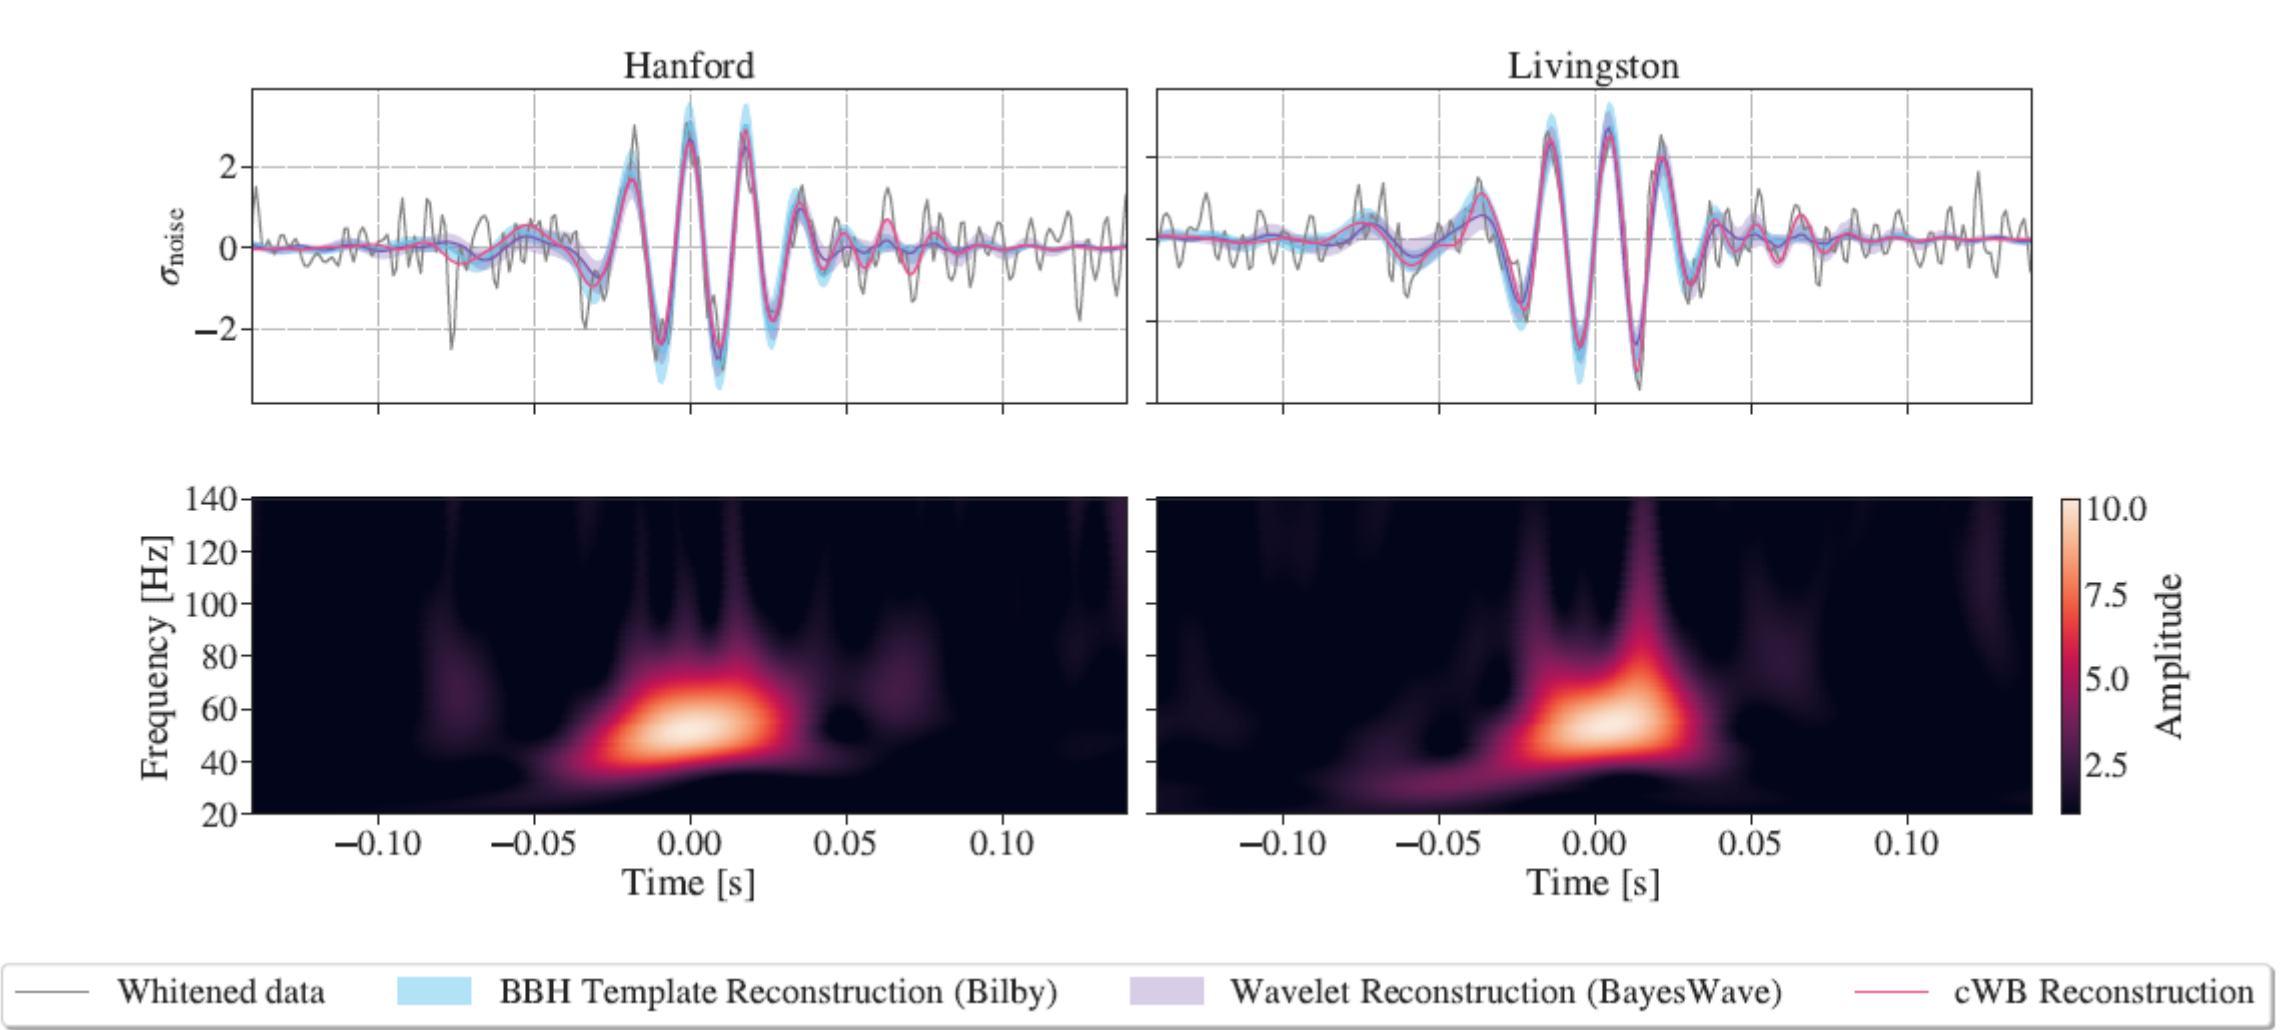 Hanford
Livingston
σnoise
2
0
−2
Frequency [Hz]
140
120
100
80
60
40
20
−0.10 −0.05 0.00 0.05 0.10
−0.10 −0.05 0.00 0.05 0.10
Time [s]
Time [s]
10.0
7.5
5.0
2.5
Amplitude
Whitened data
BBH Template Reconstruction (Bilby)
Wavelet Reconstruction (BayesWave)
cWB Reconstruction